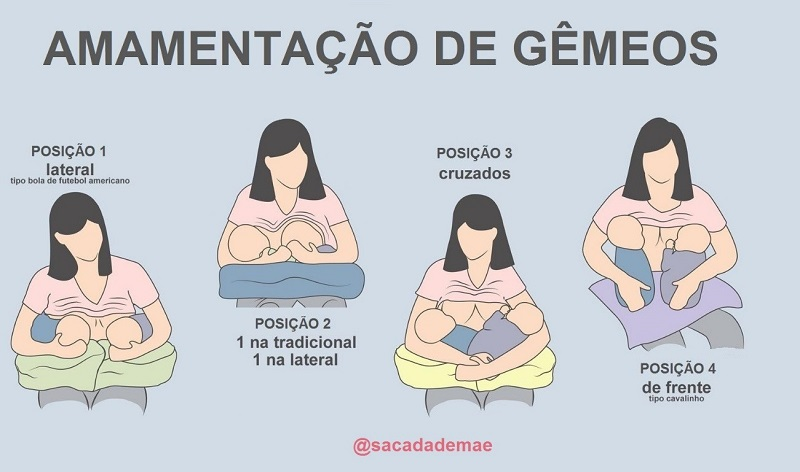 AMAMENTAÇÃO DE GÊMEOS
POSIÇÃO 1
lateral
tipo bola de futebol americano
POSIÇÃO 2
1 na tradicional
1 na lateral
POSIÇÃO 3
cruzados
POSIÇÃO 4
de frente
tipo cavalinho
@sacadademae